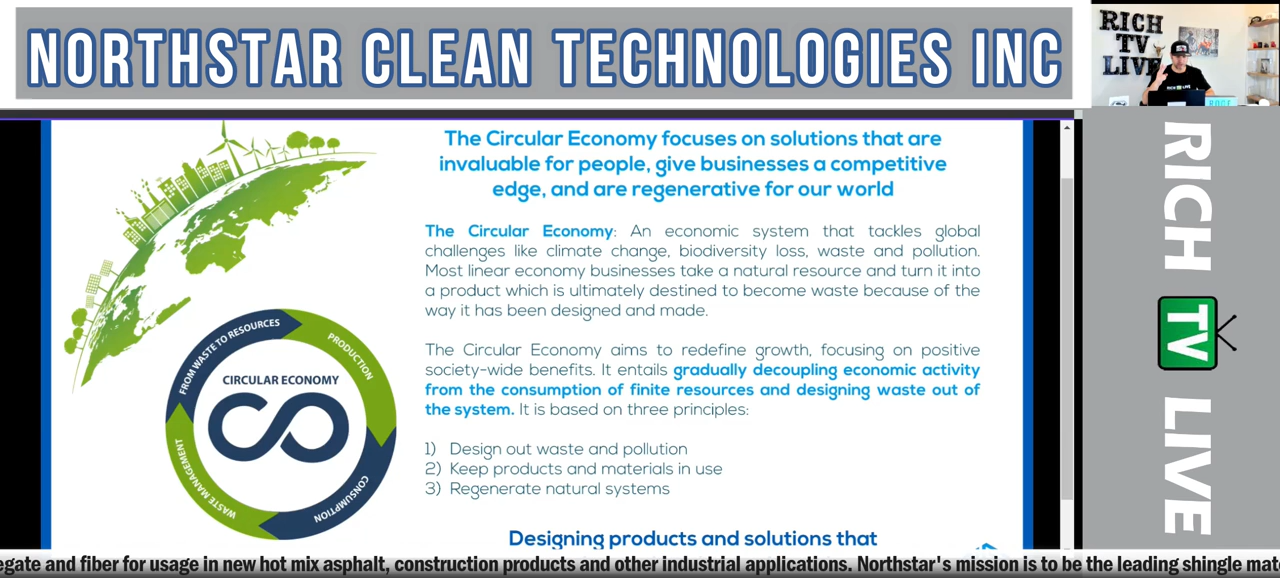 NORTHSTAR CLEAN TECHNOLOGIES INC
RICH
TV
LIVE
The Circular Economy focuses on solutions that are
invaluable for people, give businesses a competitive
edge, and are regenerative for our world
The Circular Economy: An economic system that tackles global
challenges like climate change, biodiversity loss, waste and pollution.
Most linear economy businesses take a natural resource and turn it into
a product which is ultimately destined to become waste because of the
way it has been designed and made.
The Circular Economy aims to redefine growth, focusing on positive
society-wide benefits. It entails gradually decoupling economic activity
from the consumption of finite resources and designing waste out of
the system. It is based on three principles:
1) Design out waste and pollution
2) Keep products and materials in use
3) Regenerate natural systems
Designing products and solutions that
FROM WASTE TO RESOURCES
PRODUCTION
CIRCULAR ECONOMY
CONSUMPTION
WASTE MANAGEMENT
RICH
TV
LIVE
egate and fiber for usage in new hot mix asphalt, construction products and other industrial applications. Northstar's mission is to be the leading shingle mat